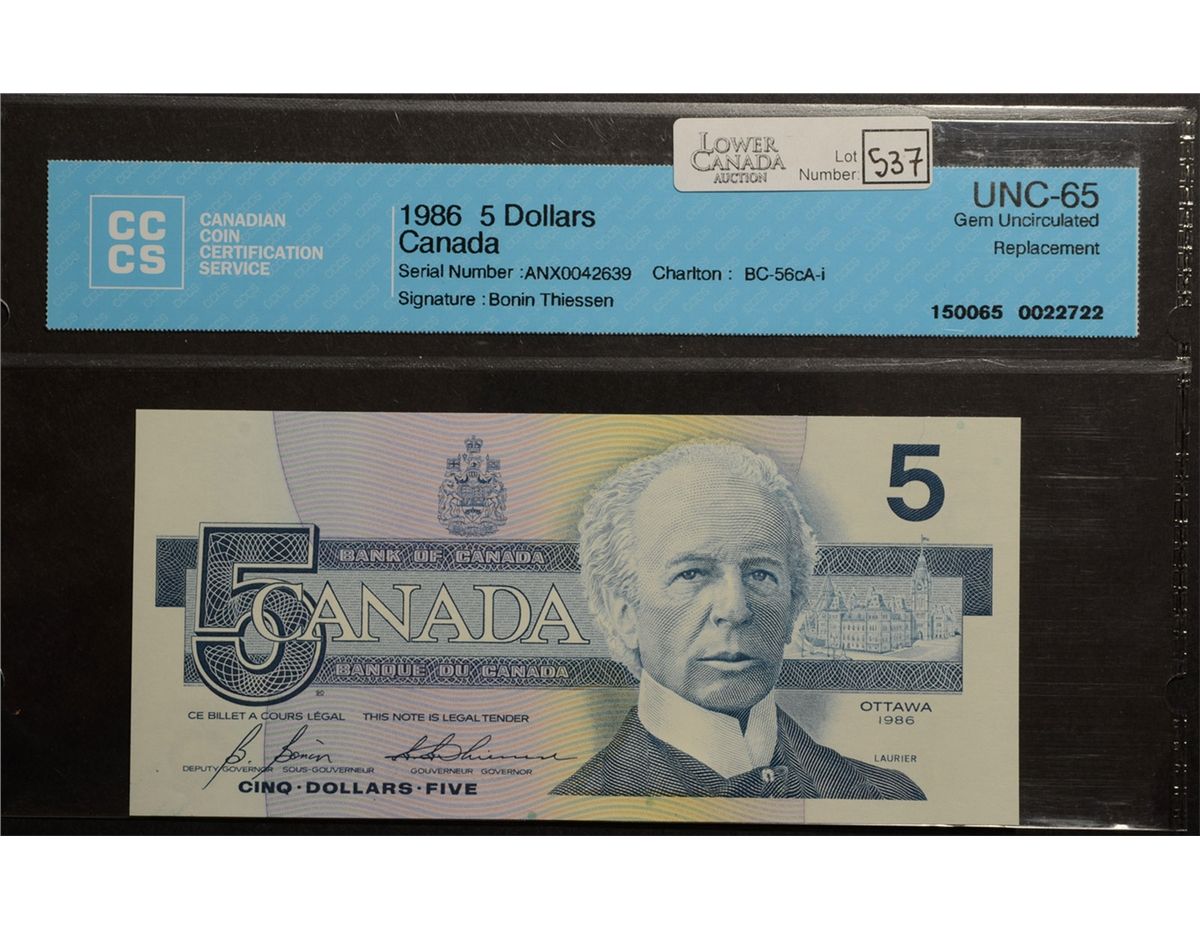 LOWER
CANADA
AUCTION
Lot
Number: 537
CC
CS
CANADIAN
COIN
CERTIFICATION
SERVICE
1986 5 Dollars
Canada
Serial Number :ANX0042639 Charlton : BC-56cA-i
Signature : Bonin Thiessen
UNC-65
Gem Uncirculated
Replacement
150065 0022722
5
BANK OF CANADA
5 CANADA
BANQUE DU CANADA
CE BILLET A COURS LÉGAL THIS NOTE IS LEGAL TENDER
B. Bonin
DEPUTY GOVERNOR SOUS-GOUVERNEUR GOUVERNEUR GOVERNOR
CINQ·DOLLARS·FIVE
OTTAWA
1986
LAURIER